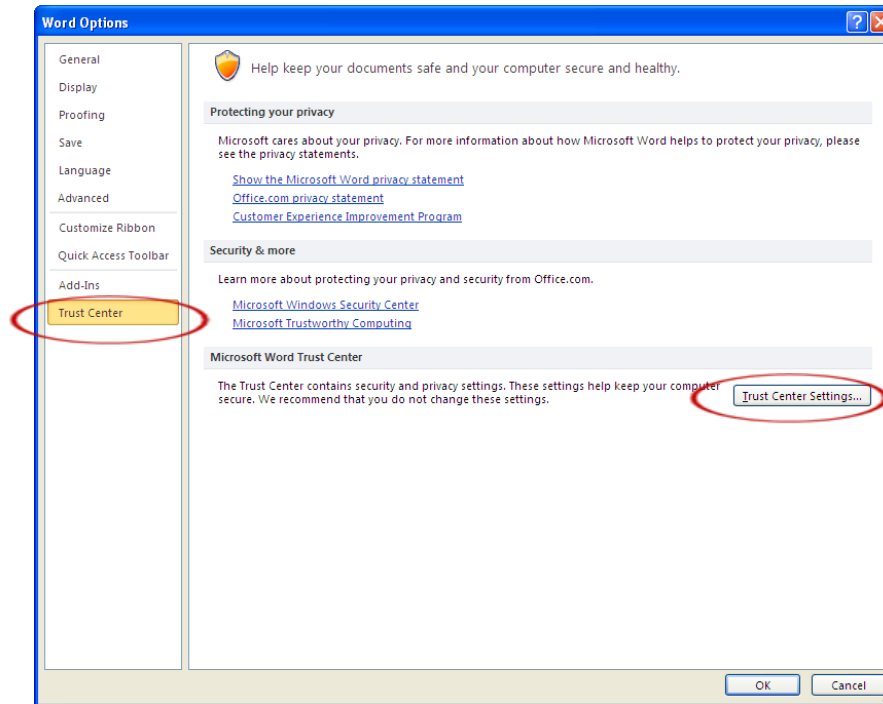 Word Options
General
Display
Proofing
Save
Language
Advanced
Customize Ribbon
Quick Access Toolbar
Add-Ins
Trust Center
Help keep your documents safe and your computer secure and healthy.
Protecting your privacy
Microsoft cares about your privacy. For more information about how Microsoft Word helps to protect your privacy, please
see the privacy statements.
Show the Microsoft Word privacy statement
Office.com privacy statement
Customer Experience Improvement Program
Security & more
Learn more about protecting your privacy and security from Office.com.
Microsoft Windows Security Center
Microsoft Trustworthy Computing
Microsoft Word Trust Center
The Trust Center contains security and privacy settings. These settings help keep your computer
secure. We recommend that you do not change these settings.
Trust Center Settings...
OK
Cancel